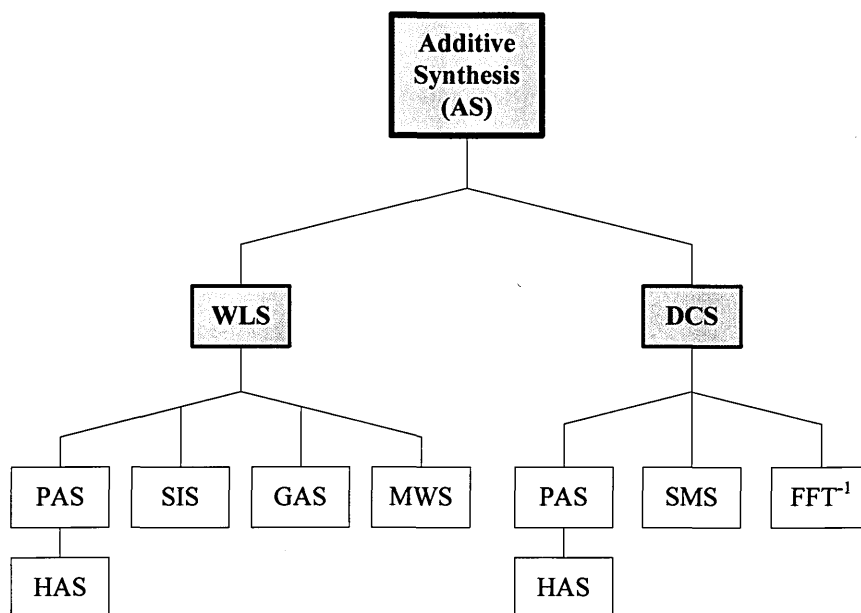 Additive
Synthesis
(AS)
WLS
DCS
PAS
SIS
GAS
MWS
PAS
SMS
FFT⁻¹
HAS
HAS